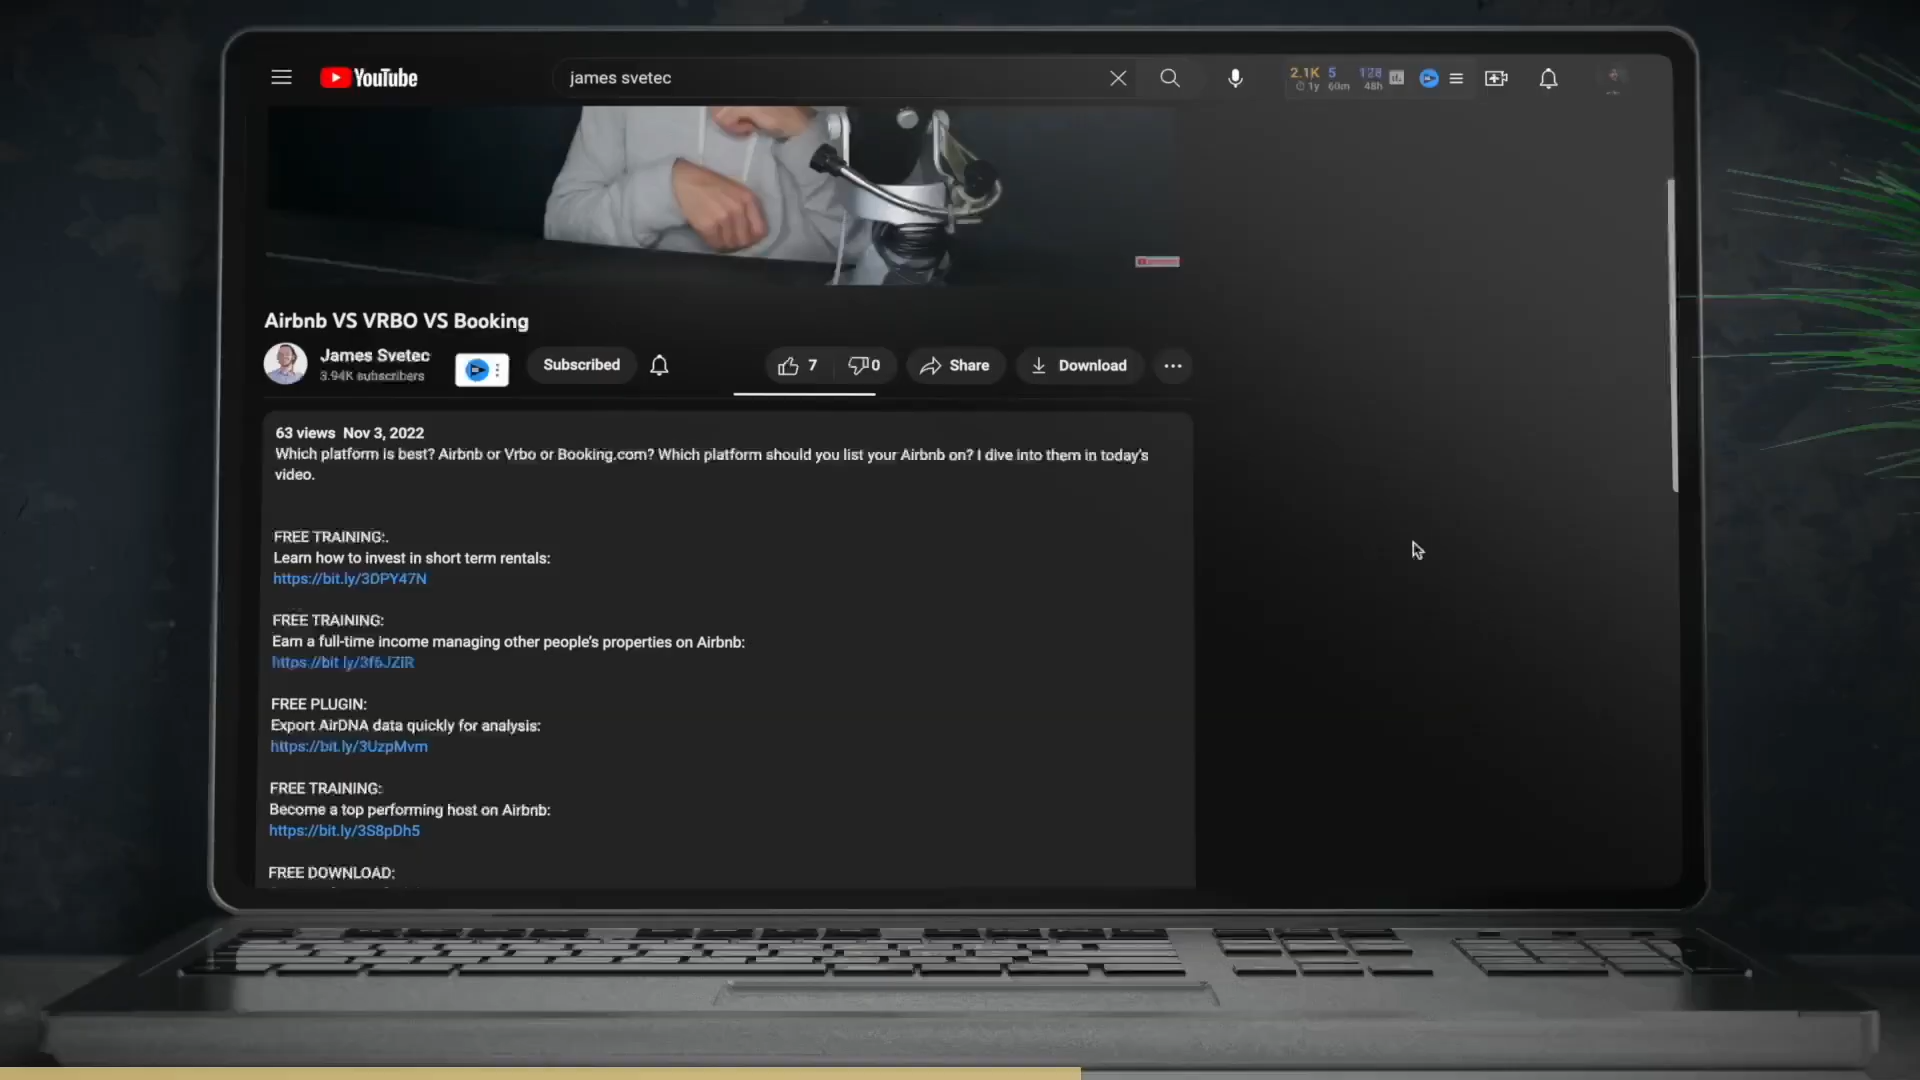 YouTube
james svetec
2.1K 5 128
1y 60m 48h
Airbnb VS VRBO VS Booking
James Svetec
3.94K subscribers
Subscribed
7
0
Share
Download
63 views Nov 3, 2022
Which platform is best? Airbnb or Vrbo or Booking.com? Which platform should you list your Airbnb on? I dive into them in today's
video.
FREE TRAINING:
Learn how to invest in short term rentals:
https://bit.ly/3DPY47N
FREE TRAINING:
Earn a full-time income managing other people's properties on Airbnb:
https://bit.ly/3f6JZIR
FREE PLUGIN:
Export AirDNA data quickly for analysis:
https://bit.ly/3UzpMvm
FREE TRAINING:
Become a top performing host on Airbnb:
https://bit.ly/3S8pDh5
FREE DOWNLOAD: